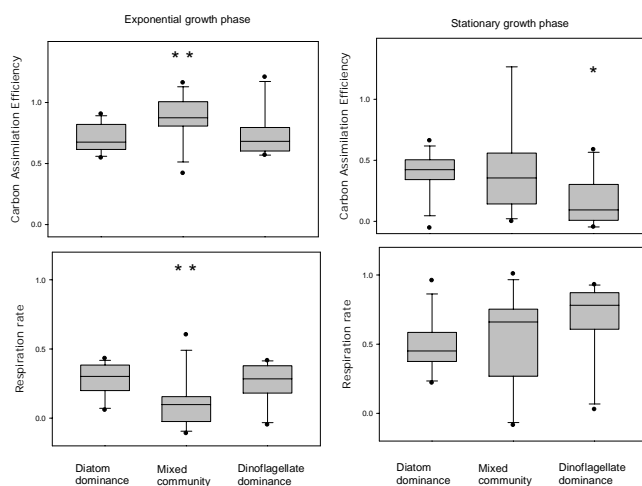 Exponential growth phase
Stationary growth phase
Carbon Assimilation Efficiency
1.0
0.5
0.0
**
Carbon Assimilation Efficiency
1.0
0.5
0.0
*
Respiration rate
1.0
0.5
0.0
**
Respiration rate
1.0
0.5
0.0
Diatom
dominance
Mixed
community
Dinoflagellate
dominance
Diatom
dominance
Mixed
community
Dinoflagellate
dominance